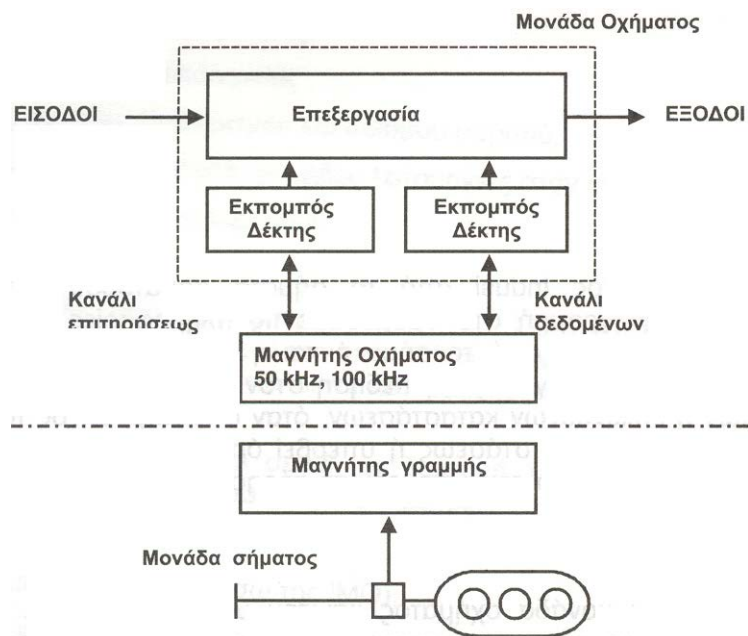 Μονάδα Οχήματος
ΕΙΣΟΔΟΙ
Επεξεργασία
ΕΞΟΔΟΙ
Εκπομπός
Δέκτης
Εκπομπός
Δέκτης
Κανάλι
επιτηρήσεως
Κανάλι
δεδομένων
Μαγνήτης Οχήματος
50 kHz, 100 kHz
Μαγνήτης γραμμής
Μονάδα σήματος